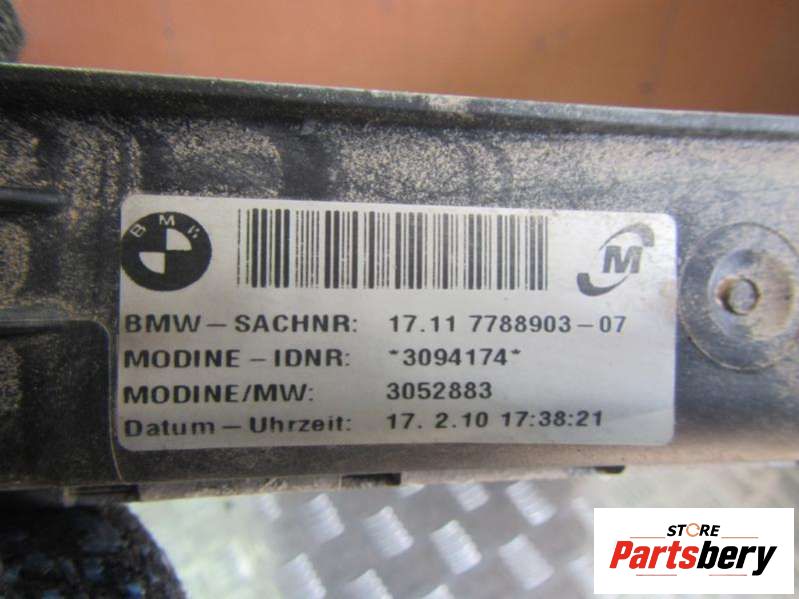 BMW
M
BMW-SACHNR: 17.11 7788903-07
MODINE-IDNR: *3094174*
MODINE/MW: 3052883
Datum-Uhrzeit: 17. 2.10 17:38:21
STORE
Partsbery